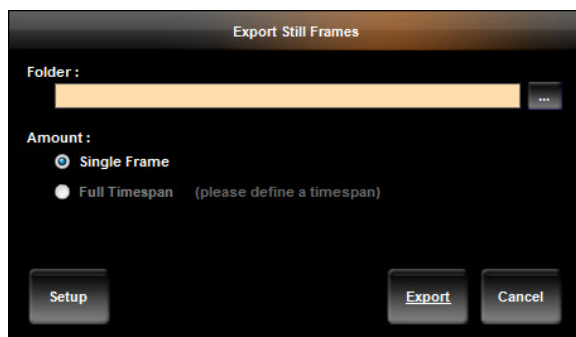 Export Still Frames
Folder :
...
Amount :
Single Frame
Full Timespan (please define a timespan)
Setup Export Cancel